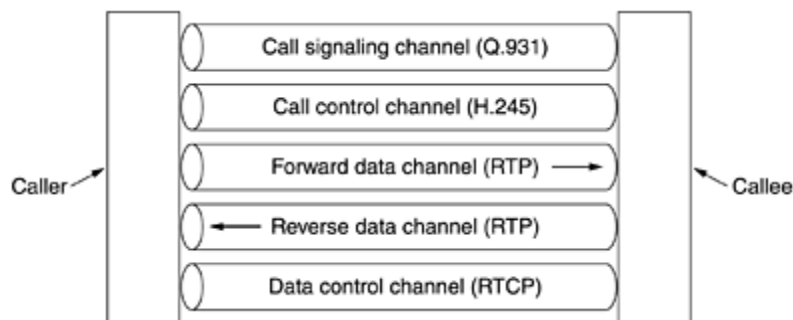 Call signaling channel (Q.931)
Call control channel (H.245)
Forward data channel (RTP)
Caller
Callee
Reverse data channel (RTP)
Data control channel (RTCP)